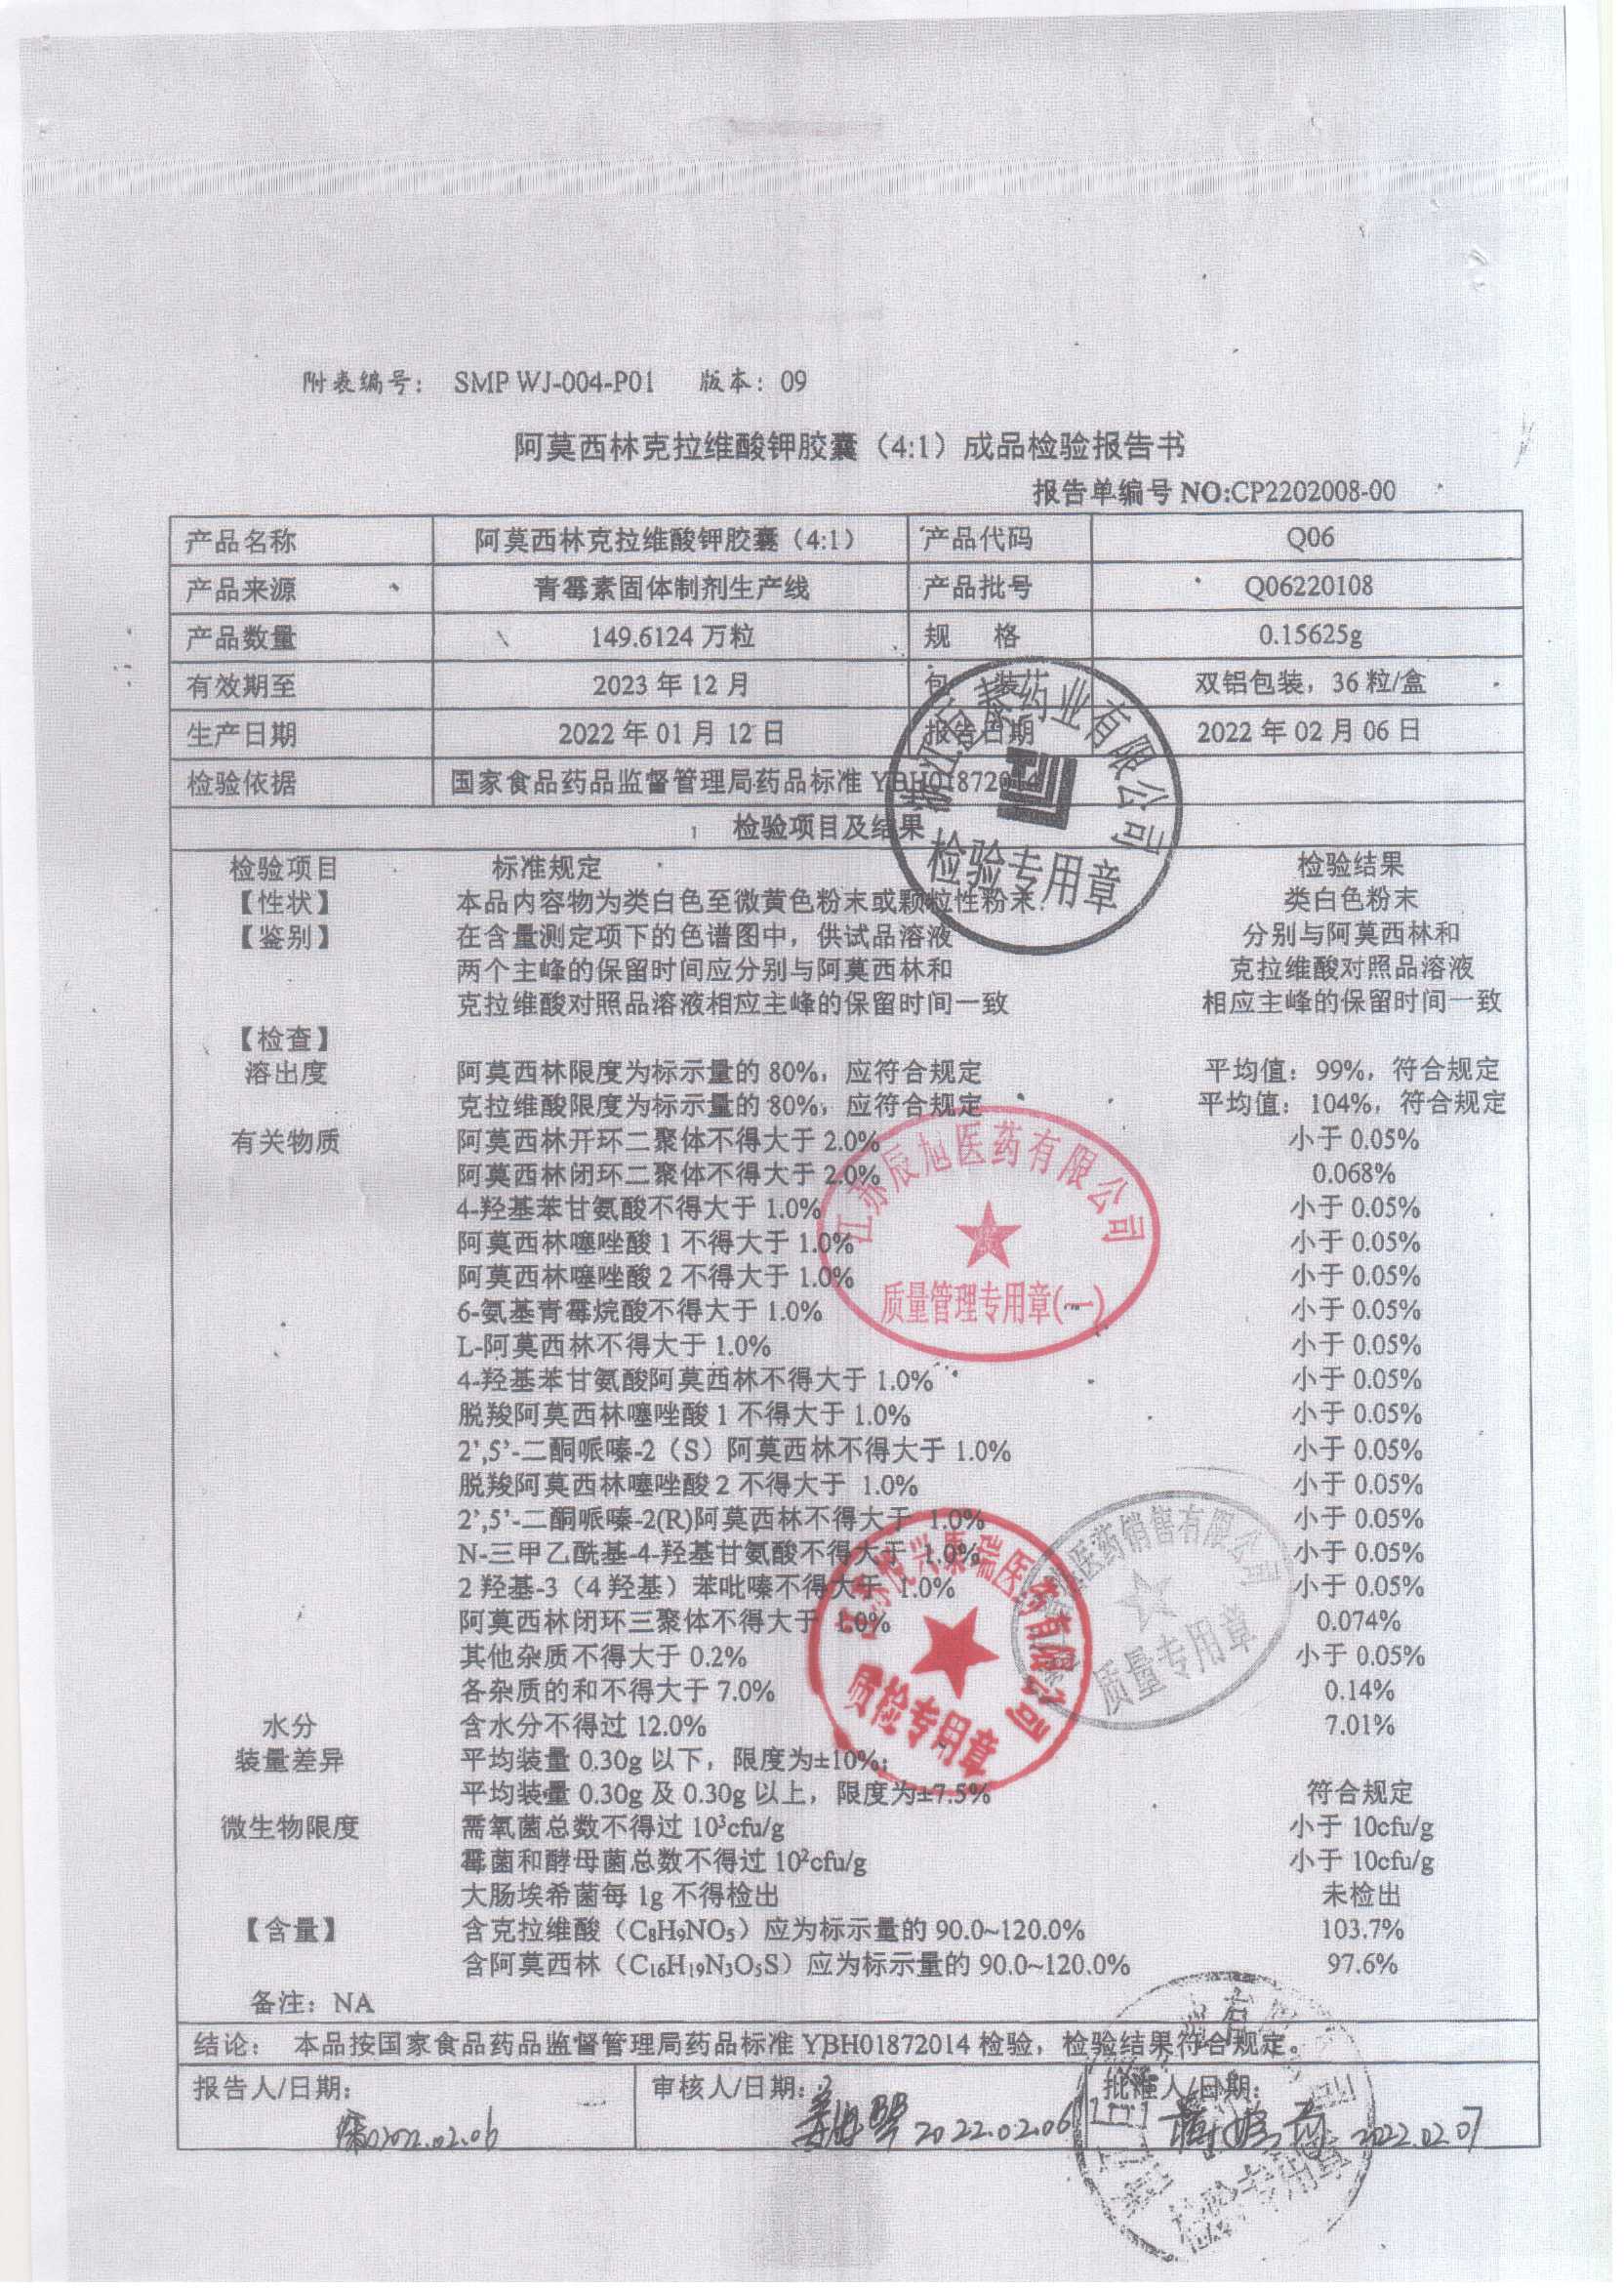 附表编号： SMP WJ-004-P01 版本：09
阿莫西林克拉维酸钾胶囊（4:1）成品检验报告书
报告单编号 NO:CP2202008-00
产品名称 阿莫西林克拉维酸钾胶囊（4:1） 产品代码 Q06
产品来源 青霉素固体制剂生产线 产品批号 Q06220108
产品数量 149.6124 万粒 规 格 0.15625g
有效期至 2023 年 12 月 包 装 双铝包装，36 粒/盒
生产日期 2022 年 01 月 12 日 报告日期 2022 年 02 月 06 日
检验依据 国家食品药品监督管理局药品标准 YBH01872014
检验项目及结果
检验项目 标准规定 检验结果
【性状】 本品内容物为类白色至微黄色粉末或颗粒性粉末. 类白色粉末
【鉴别】 在含量测定项下的色谱图中，供试品溶液 分别与阿莫西林和
两个主峰的保留时间应分别与阿莫西林和 克拉维酸对照品溶液
克拉维酸对照品溶液相应主峰的保留时间一致 相应主峰的保留时间一致
【检查】
溶出度 阿莫西林限度为标示量的 80%，应符合规定 平均值：99%，符合规定
克拉维酸限度为标示量的 80%，应符合规定 平均值：104%，符合规定
有关物质 阿莫西林开环二聚体不得大于 2.0% 小于 0.05%
阿莫西林闭环二聚体不得大于 2.0% 0.068%
4-羟基苯甘氨酸不得大于 1.0% 小于 0.05%
阿莫西林噻唑酸 1 不得大于 1.0% 小于 0.05%
阿莫西林噻唑酸 2 不得大于 1.0% 小于 0.05%
6-氨基青霉烷酸不得大于 1.0% 小于 0.05%
L-阿莫西林不得大于 1.0% 小于 0.05%
4-羟基苯甘氨酸阿莫西林不得大于 1.0% 小于 0.05%
脱羧阿莫西林噻唑酸 1 不得大于 1.0% 小于 0.05%
2’,5’-二酮哌嗪-2（S）阿莫西林不得大于 1.0% 小于 0.05%
脱羧阿莫西林噻唑酸 2 不得大于 1.0% 小于 0.05%
2’,5’-二酮哌嗪-2(R)阿莫西林不得大于 1.0% 小于 0.05%
N-三甲乙酰基-4-羟基甘氨酸不得大于 1.0% 小于 0.05%
2 羟基-3（4 羟基）苯吡嗪不得大于 1.0% 小于 0.05%
阿莫西林闭环三聚体不得大于 1.0% 0.074%
其他杂质不得大于 0.2% 小于 0.05%
各杂质的和不得大于 7.0% 0.14%
水分 含水分不得过 12.0% 7.01%
装量差异 平均装量 0.30g 以下，限度为±10%；
平均装量 0.30g 及 0.30g 以上，限度为±7.5% 符合规定
微生物限度 需氧菌总数不得过 10³cfu/g 小于 10cfu/g
霉菌和酵母菌总数不得过 10²cfu/g 小于 10cfu/g
大肠埃希菌每 1g 不得检出 未检出
【含量】 含克拉维酸（C₈H₉NO₅）应为标示量的 90.0~120.0% 103.7%
含阿莫西林（C₁₆H₁₉N₃O₅S）应为标示量的 90.0~120.0% 97.6%
备注：NA
结论： 本品按国家食品药品监督管理局药品标准 YBH01872014 检验，检验结果符合规定。
报告人/日期： 审核人/日期： 批准人/日期：
2022.02.06 2022.02.06 2022.02.07
药业有限公司
检验专用章
江苏辰旭医药有限公司
质量管理专用章(一)
医药有限公司
质检专用章
医药销售有限公司
质量专用章
检验专用章